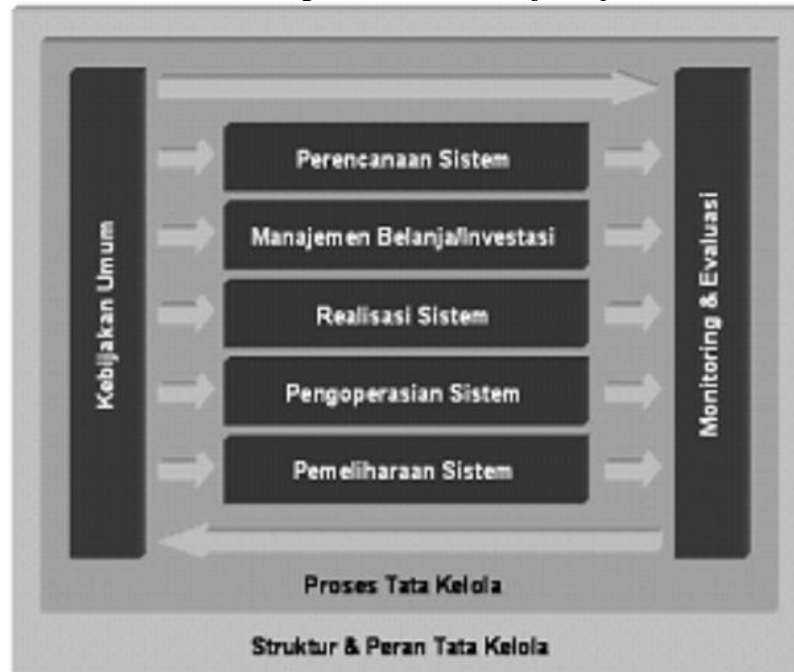 Kebijakan Umum
Perencanaan Sistem
Manajemen Belanja/Investasi
Realisasi Sistem
Pengoperasian Sistem
Pemeliharaan Sistem
Monitoring & Evaluasi
Proses Tata Kelola
Struktur & Peran Tata Kelola